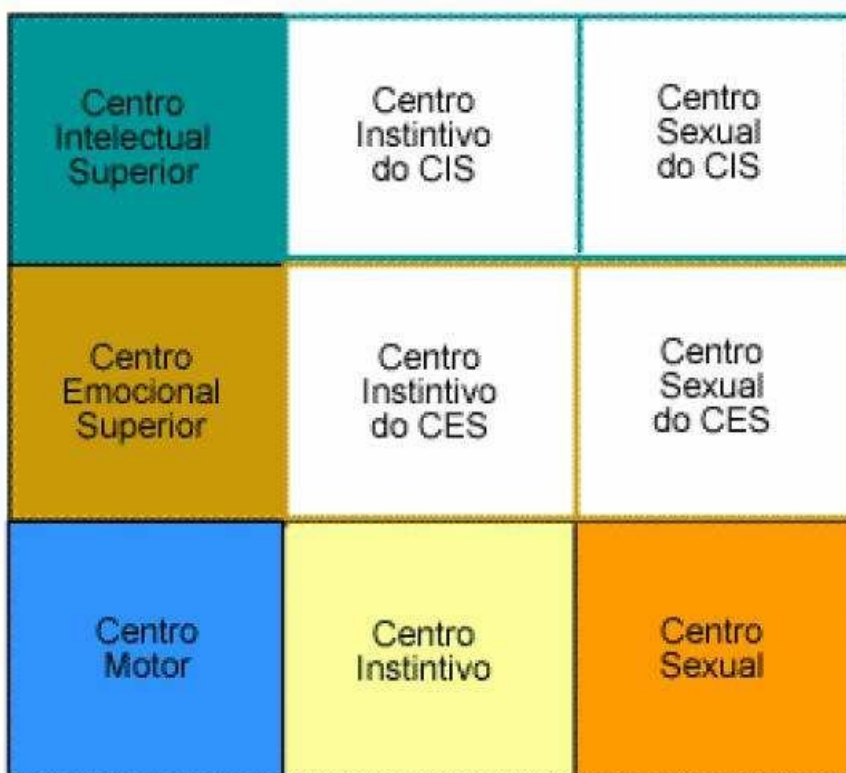 Centro
Intelectual
Superior
Centro
Instintivo
do CIS
Centro
Sexual
do CIS
Centro
Emocional
Superior
Centro
Instintivo
do CES
Centro
Sexual
do CES
Centro
Motor
Centro
Instintivo
Centro
Sexual